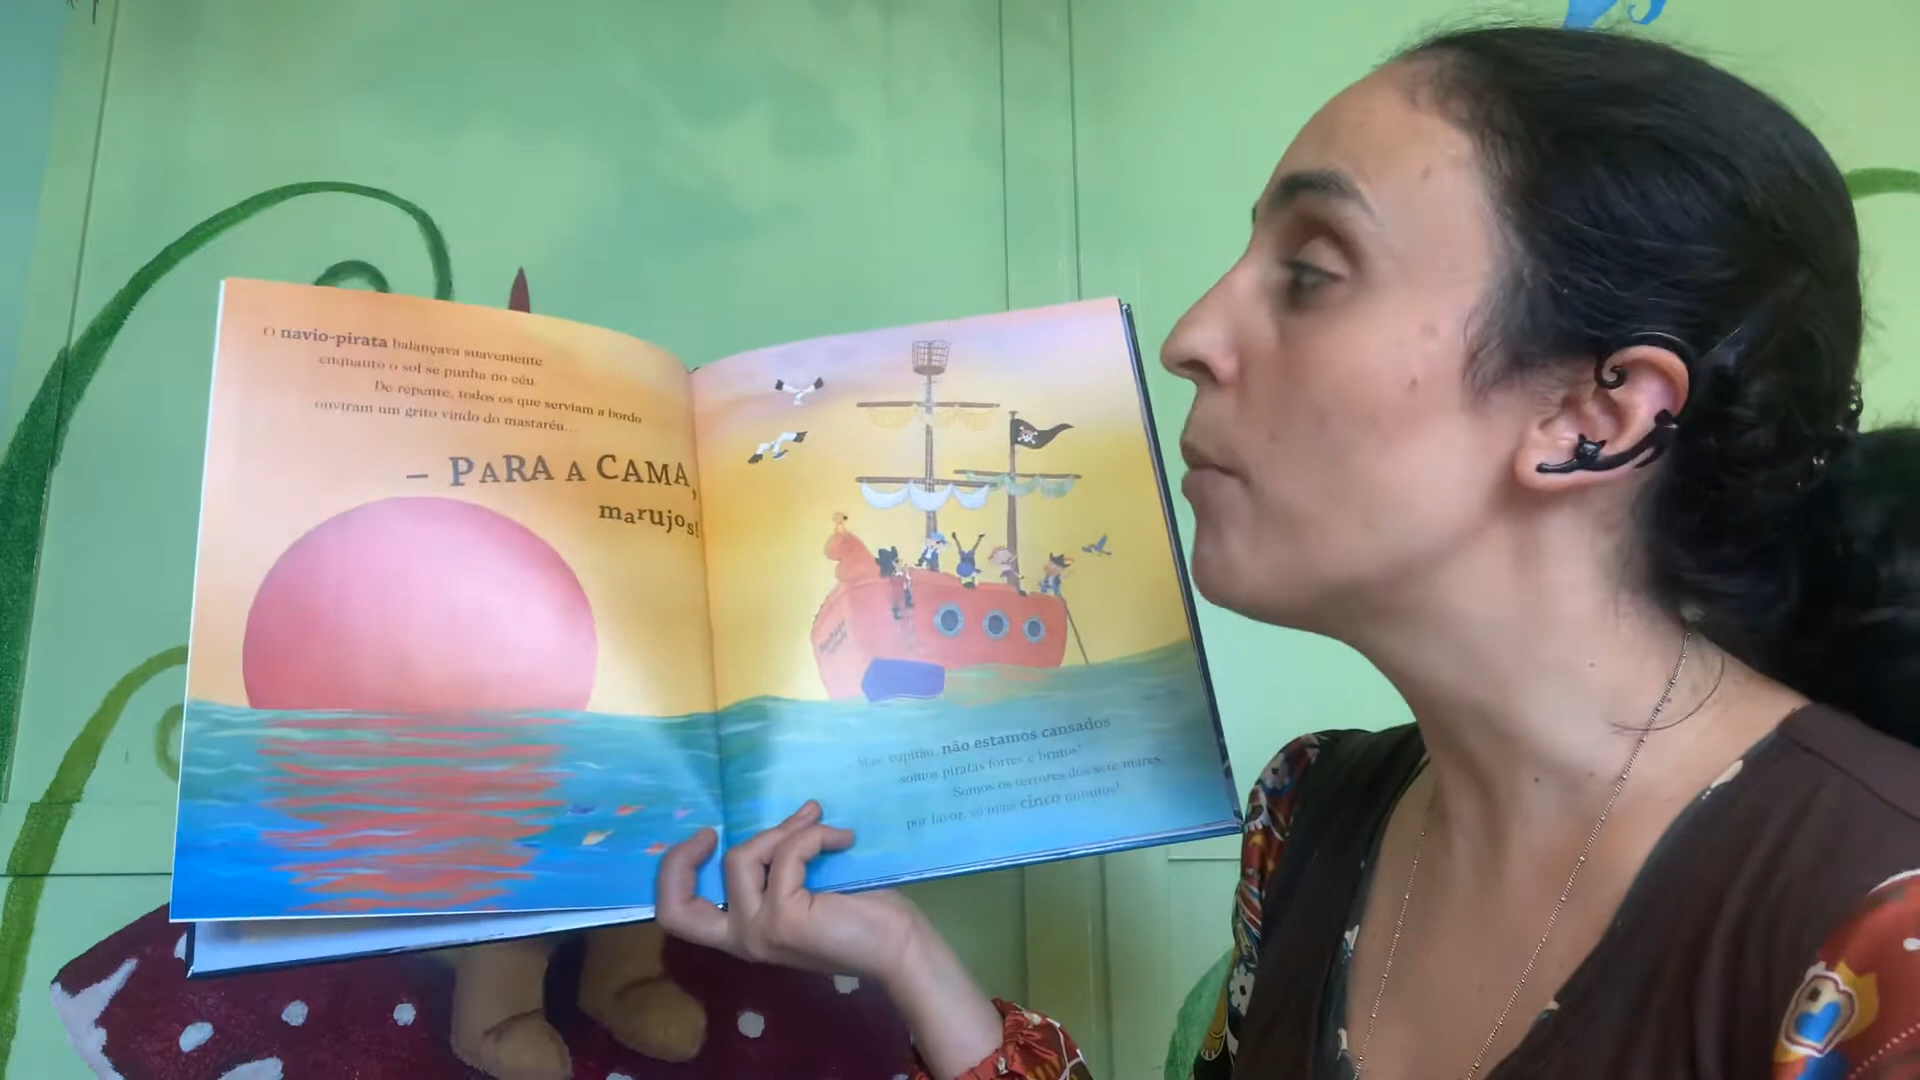 O navio-pirata balançava suavemente
enquanto o sol se punha no céu.
De repente, todos os que serviam a bordo
ouviram um grito vindo do mastaréu...
– PARA A CAMA,
marujos!
– Mas, capitão, não estamos cansados
somos piratas fortes e brutos!
Somos os terrores dos sete mares,
por favor, só mais cinco minutos!